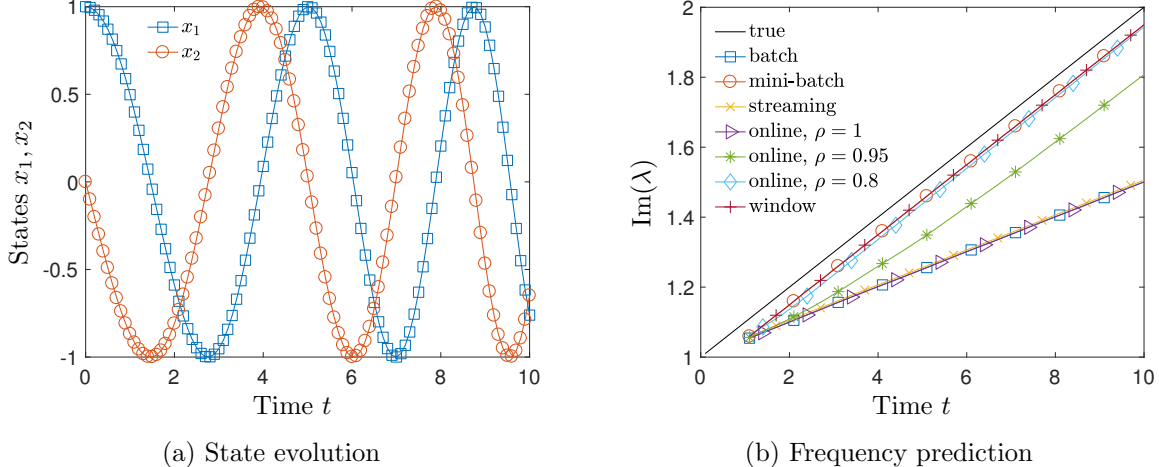 1
0.5
0
-0.5
-1
0 2 4 6 8 10
States x₁, x₂
Time t
x₁
x₂
(a) State evolution
2
1.8
1.6
1.4
1.2
1
0 2 4 6 8 10
Im(λ)
Time t
true
batch
mini-batch
streaming
online, ρ = 1
online, ρ = 0.95
online, ρ = 0.8
window
(b) Frequency prediction